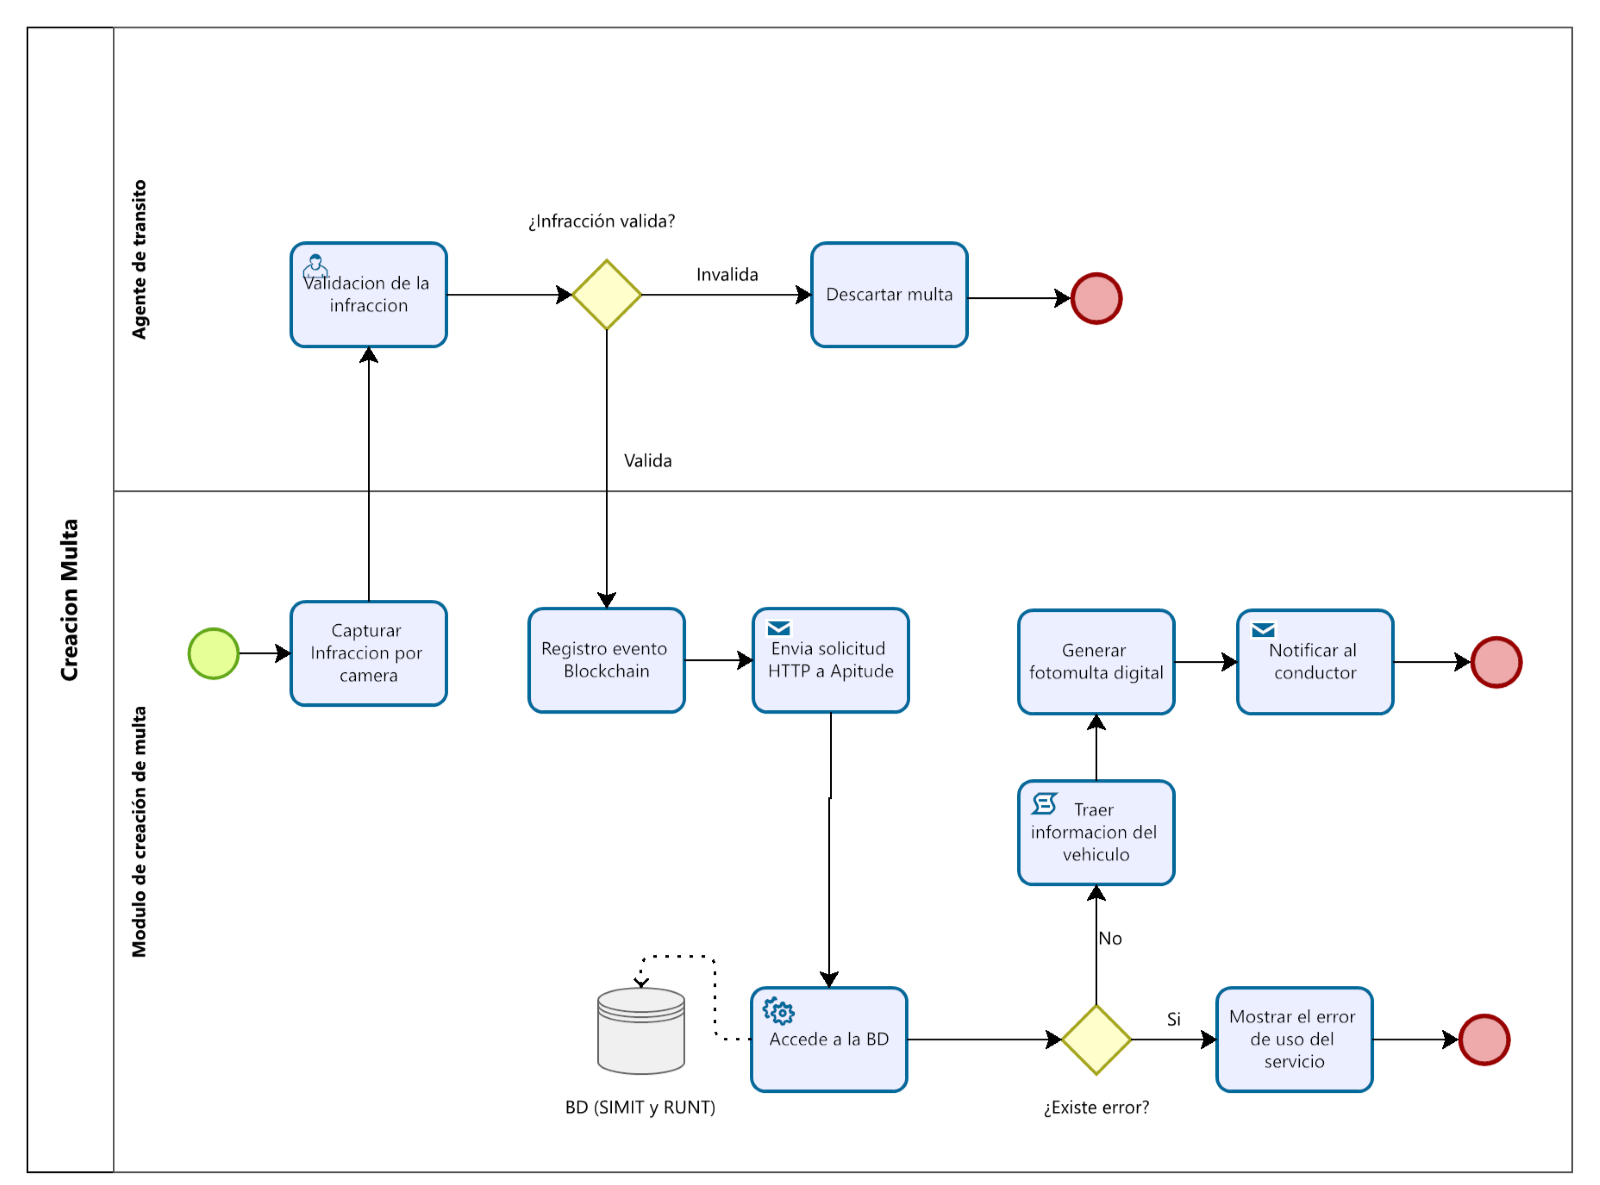 Creacion Multa
Agente de transito
¿Infracción valida?
Validacion de la
infraccion
Invalida
Descartar multa
Valida
Modulo de creación de multa
Capturar
Infraccion por
camera
Registro evento
Blockchain
Envia solicitud
HTTP a Apitude
Generar
fotomulta digital
Notificar al
conductor
Traer
informacion del
vehiculo
No
Accede a la BD
Si
Mostrar el error
de uso del
servicio
BD (SIMIT y RUNT)
¿Existe error?